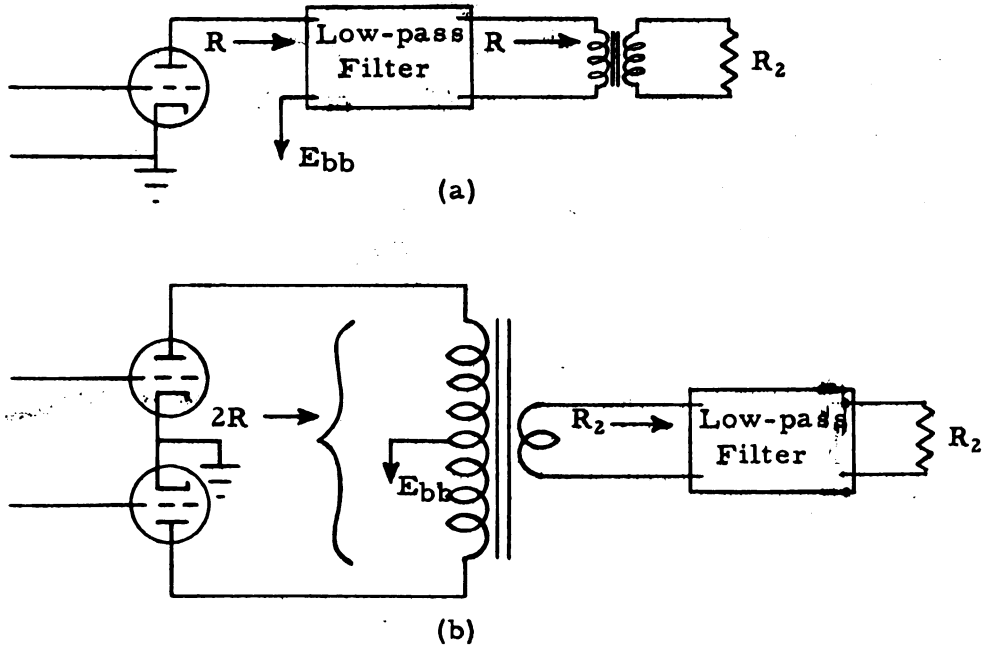 R
Low-pass
Filter
R
R2
Ebb
(a)
2R
Ebb
R2
Low-pass
Filter
R2
(b)